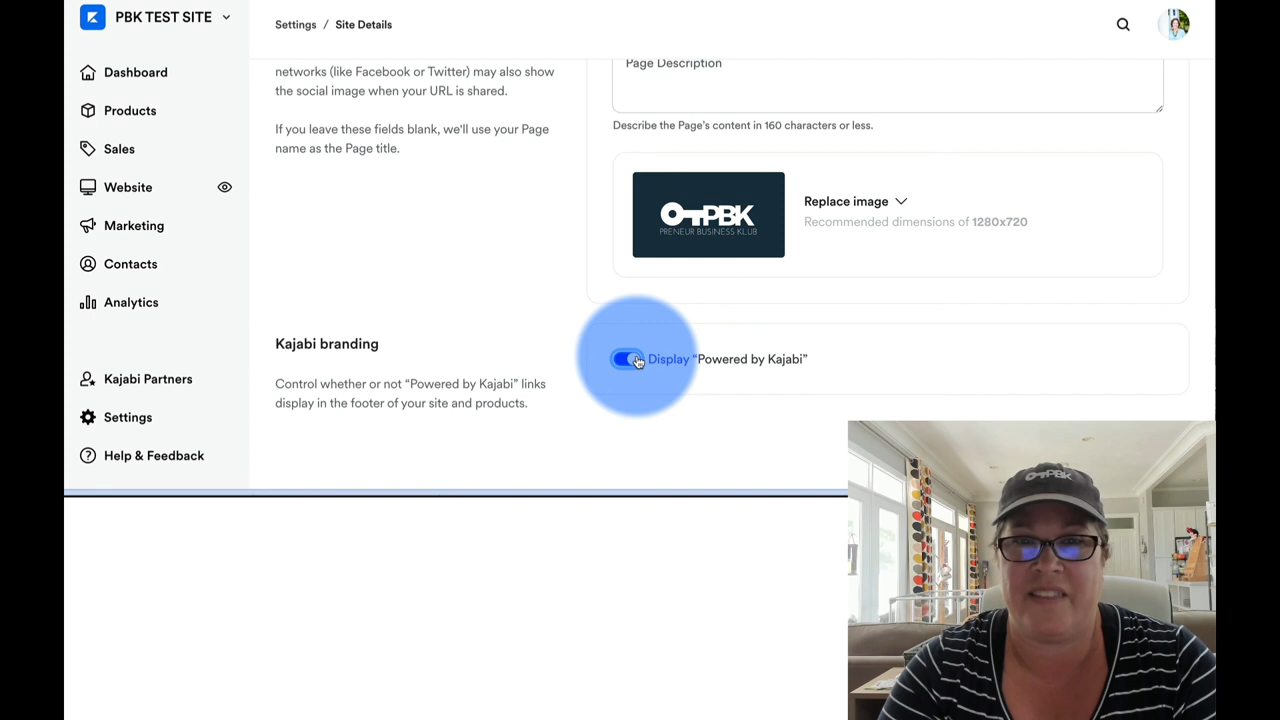 PBK TEST SITE
Settings / Site Details
Dashboard
Products
Sales
Website
Marketing
Contacts
Analytics
Kajabi Partners
Settings
Help & Feedback
networks (like Facebook or Twitter) may also show
the social image when your URL is shared.
If you leave these fields blank, we'll use your Page
name as the Page title.
Page Description
Describe the Page's content in 160 characters or less.
PBK
PRENEUR BUSINESS KLUB
Replace image
Recommended dimensions of 1280x720
Kajabi branding
Control whether or not “Powered by Kajabi” links
display in the footer of your site and products.
Display “Powered by Kajabi”
PBK